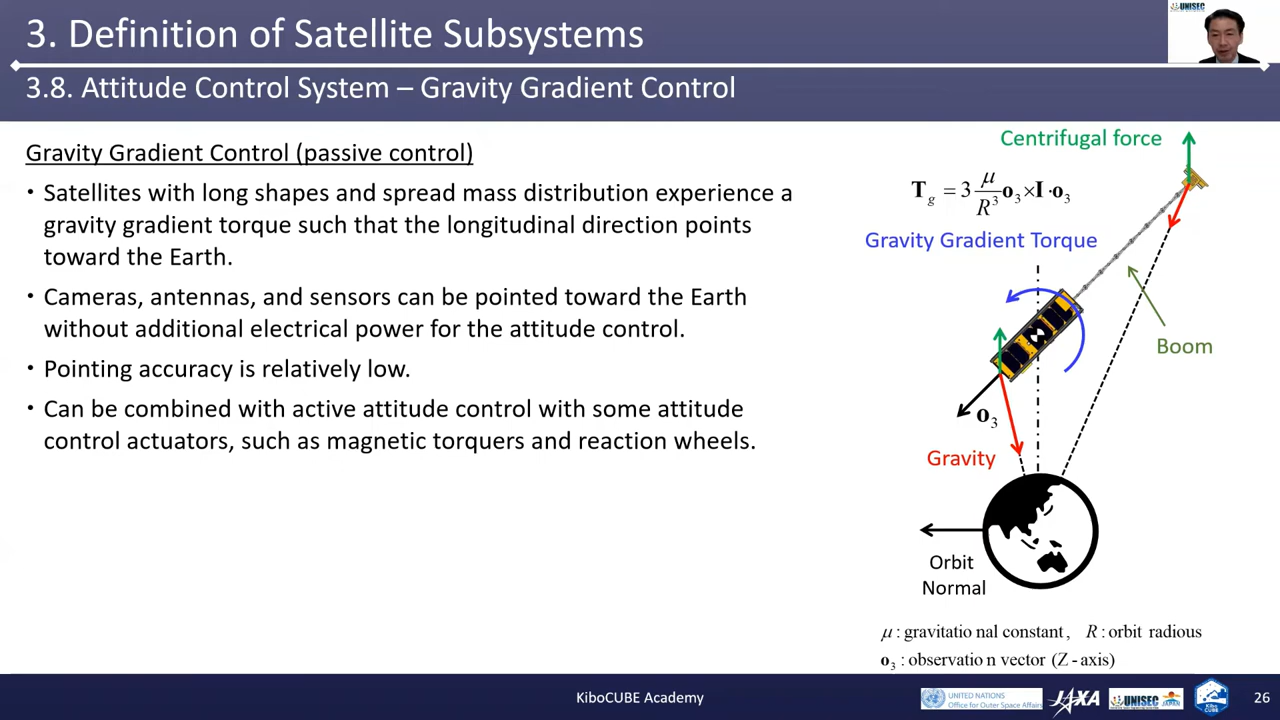 3. Definition of Satellite Subsystems
UNISEC
3.8. Attitude Control System – Gravity Gradient Control
Gravity Gradient Control (passive control)
• Satellites with long shapes and spread mass distribution experience a
gravity gradient torque such that the longitudinal direction points
toward the Earth.
• Cameras, antennas, and sensors can be pointed toward the Earth
without additional electrical power for the attitude control.
• Pointing accuracy is relatively low.
• Can be combined with active attitude control with some attitude
control actuators, such as magnetic torquers and reaction wheels.
Centrifugal force
T_g = 3 μ/R³ o₃×I·o₃
Gravity Gradient Torque
Boom
o₃
Gravity
Orbit
Normal
μ : gravitatio nal constant , R : orbit radious
o₃ : observatio n vector (Z - axis)
KiboCUBE Academy
UNITED NATIONS
Office for Outer Space Affairs
JAXA
UNISEC
JAPAN
Kibo
CUBE
26